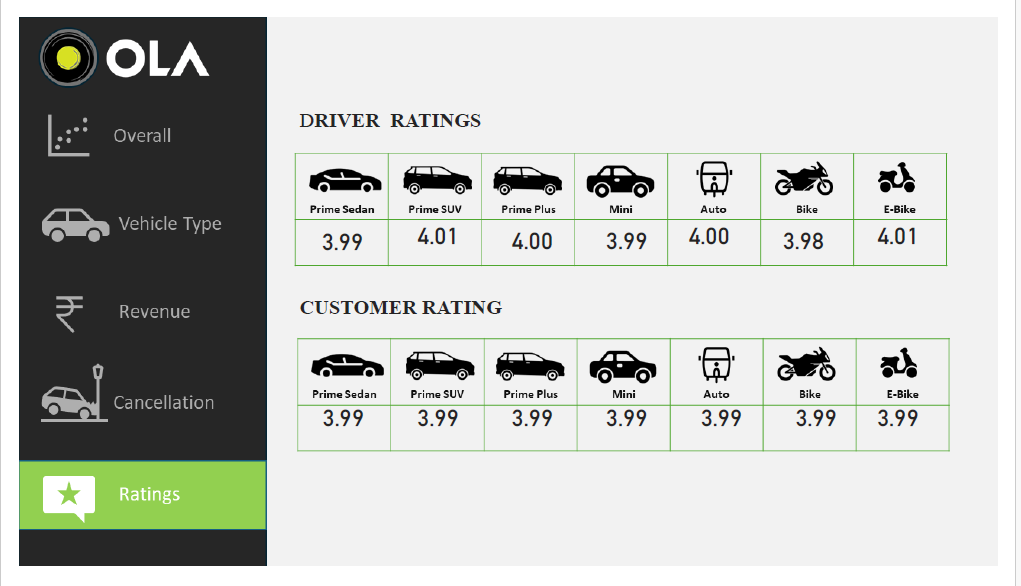 OLA
Overall
Vehicle Type
Revenue
Cancellation
Ratings
DRIVER RATINGS
Prime Sedan Prime SUV Prime Plus Mini Auto Bike E-Bike
3.99 4.01 4.00 3.99 4.00 3.98 4.01
CUSTOMER RATING
Prime Sedan Prime SUV Prime Plus Mini Auto Bike E-Bike
3.99 3.99 3.99 3.99 3.99 3.99 3.99